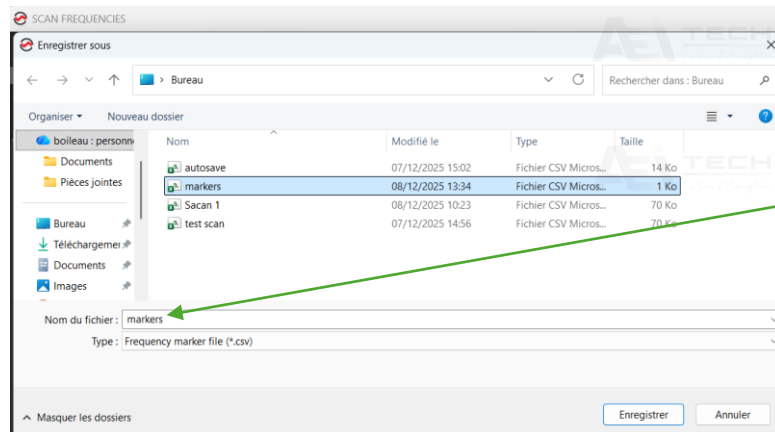 SCAN FREQUENCIES
Enregistrer sous
Bureau
Rechercher dans : Bureau
Organiser
Nouveau dossier
boileau : personn
Documents
Pièces jointes
Bureau
Téléchargemer
Documents
Images
Nom
Modifié le
Type
Taille
autosave
07/12/2025 15:02
Fichier CSV Micros...
14 Ko
markers
08/12/2025 13:34
Fichier CSV Micros...
1 Ko
Sacan 1
08/12/2025 10:23
Fichier CSV Micros...
70 Ko
test scan
07/12/2025 14:56
Fichier CSV Micros...
70 Ko
Nom du fichier : markers
Type : Frequency marker file (*.csv)
Masquer les dossiers
Enregistrer
Annuler
TECH
TECH